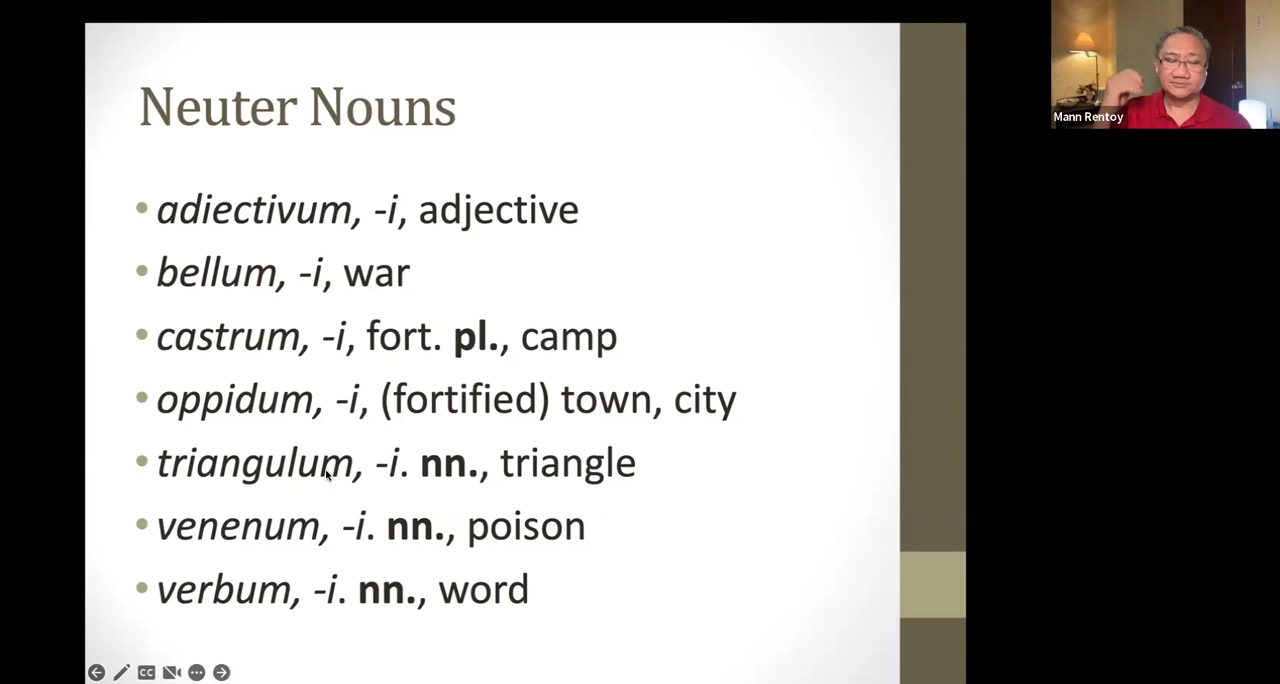 Neuter Nouns
• adiectivum, -i, adjective
• bellum, -i, war
• castrum, -i, fort. pl., camp
• oppidum, -i, (fortified) town, city
• triangulum, -i. nn., triangle
• venenum, -i. nn., poison
• verbum, -i. nn., word
Mann Rentoy
CC